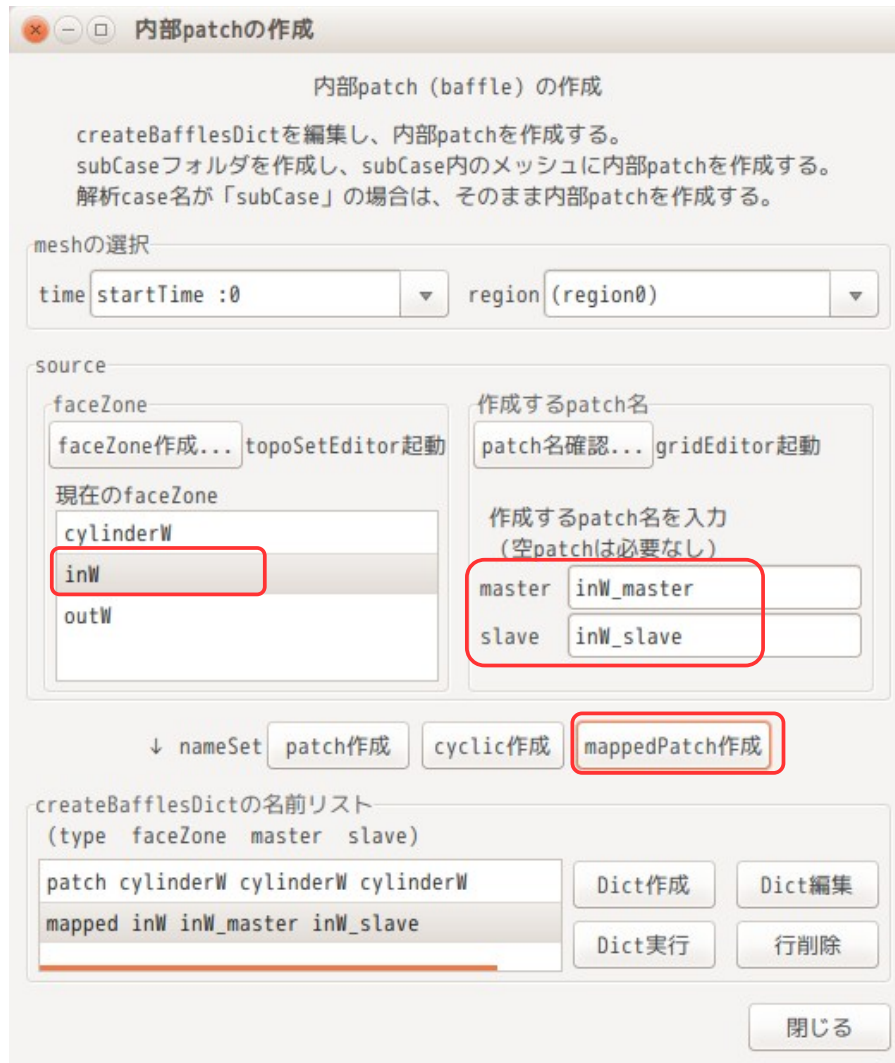 内部patchの作成
内部patch (baffle) の作成
createBafflesDictを編集し、内部patchを作成する。
subCaseフォルダを作成し、subCase内のメッシュに内部patchを作成する。
解析case名が「subCase」の場合は、そのまま内部patchを作成する。
meshの選択
time startTime :0 region (region0)
source
faceZone
faceZone作成... topoSetEditor起動
現在のfaceZone
cylinderW
inW
outW
作成するpatch名
patch名確認... gridEditor起動
作成するpatch名を入力
(空patchは必要なし)
master inW_master
slave inW_slave
↓ nameSet patch作成 cyclic作成 mappedPatch作成
createBafflesDictの名前リスト
(type faceZone master slave)
patch cylinderW cylinderW cylinderW
mapped inW inW_master inW_slave
Dict作成 Dict編集
Dict実行 行削除
閉じる